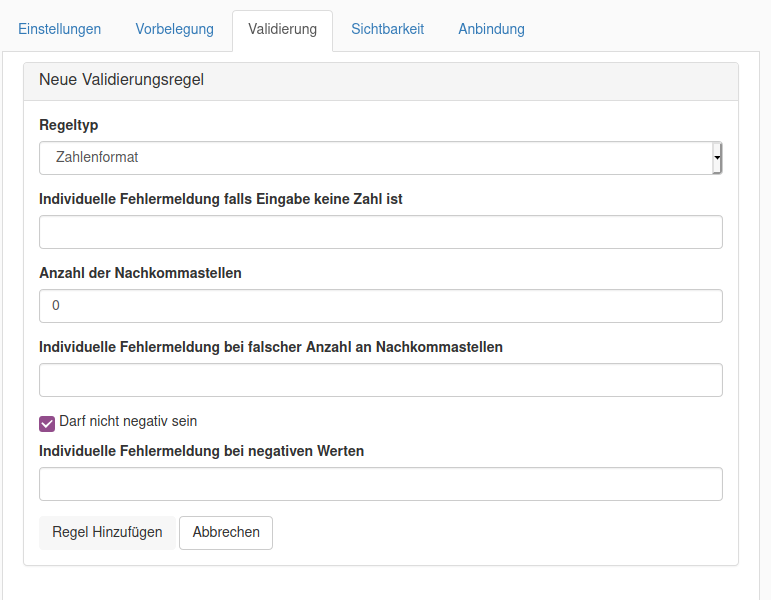 Einstellungen Vorbelegung Validierung Sichtbarkeit Anbindung
Neue Validierungsregel
Regeltyp
Zahlenformat
Individuelle Fehlermeldung falls Eingabe keine Zahl ist
Anzahl der Nachkommastellen
0
Individuelle Fehlermeldung bei falscher Anzahl an Nachkommastellen
Darf nicht negativ sein
Individuelle Fehlermeldung bei negativen Werten
Regel Hinzufügen Abbrechen